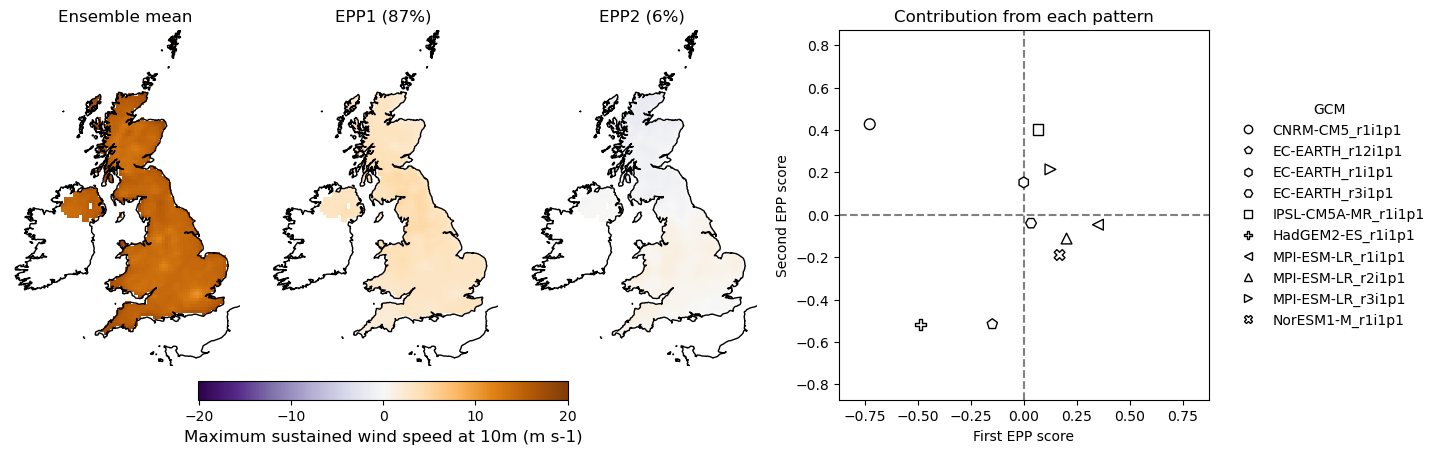 Ensemble mean
EPP1 (87%)
EPP2 (6%)
−20
−10
0
10
20
Maximum sustained wind speed at 10m (m s-1)
Contribution from each pattern
Second EPP score
0.8
0.6
0.4
0.2
0.0
−0.2
−0.4
−0.6
−0.8
−0.75
−0.50
−0.25
0.00
0.25
0.50
0.75
First EPP score
GCM
CNRM-CM5_r1i1p1
EC-EARTH_r12i1p1
EC-EARTH_r1i1p1
EC-EARTH_r3i1p1
IPSL-CM5A-MR_r1i1p1
HadGEM2-ES_r1i1p1
MPI-ESM-LR_r1i1p1
MPI-ESM-LR_r2i1p1
MPI-ESM-LR_r3i1p1
NorESM1-M_r1i1p1